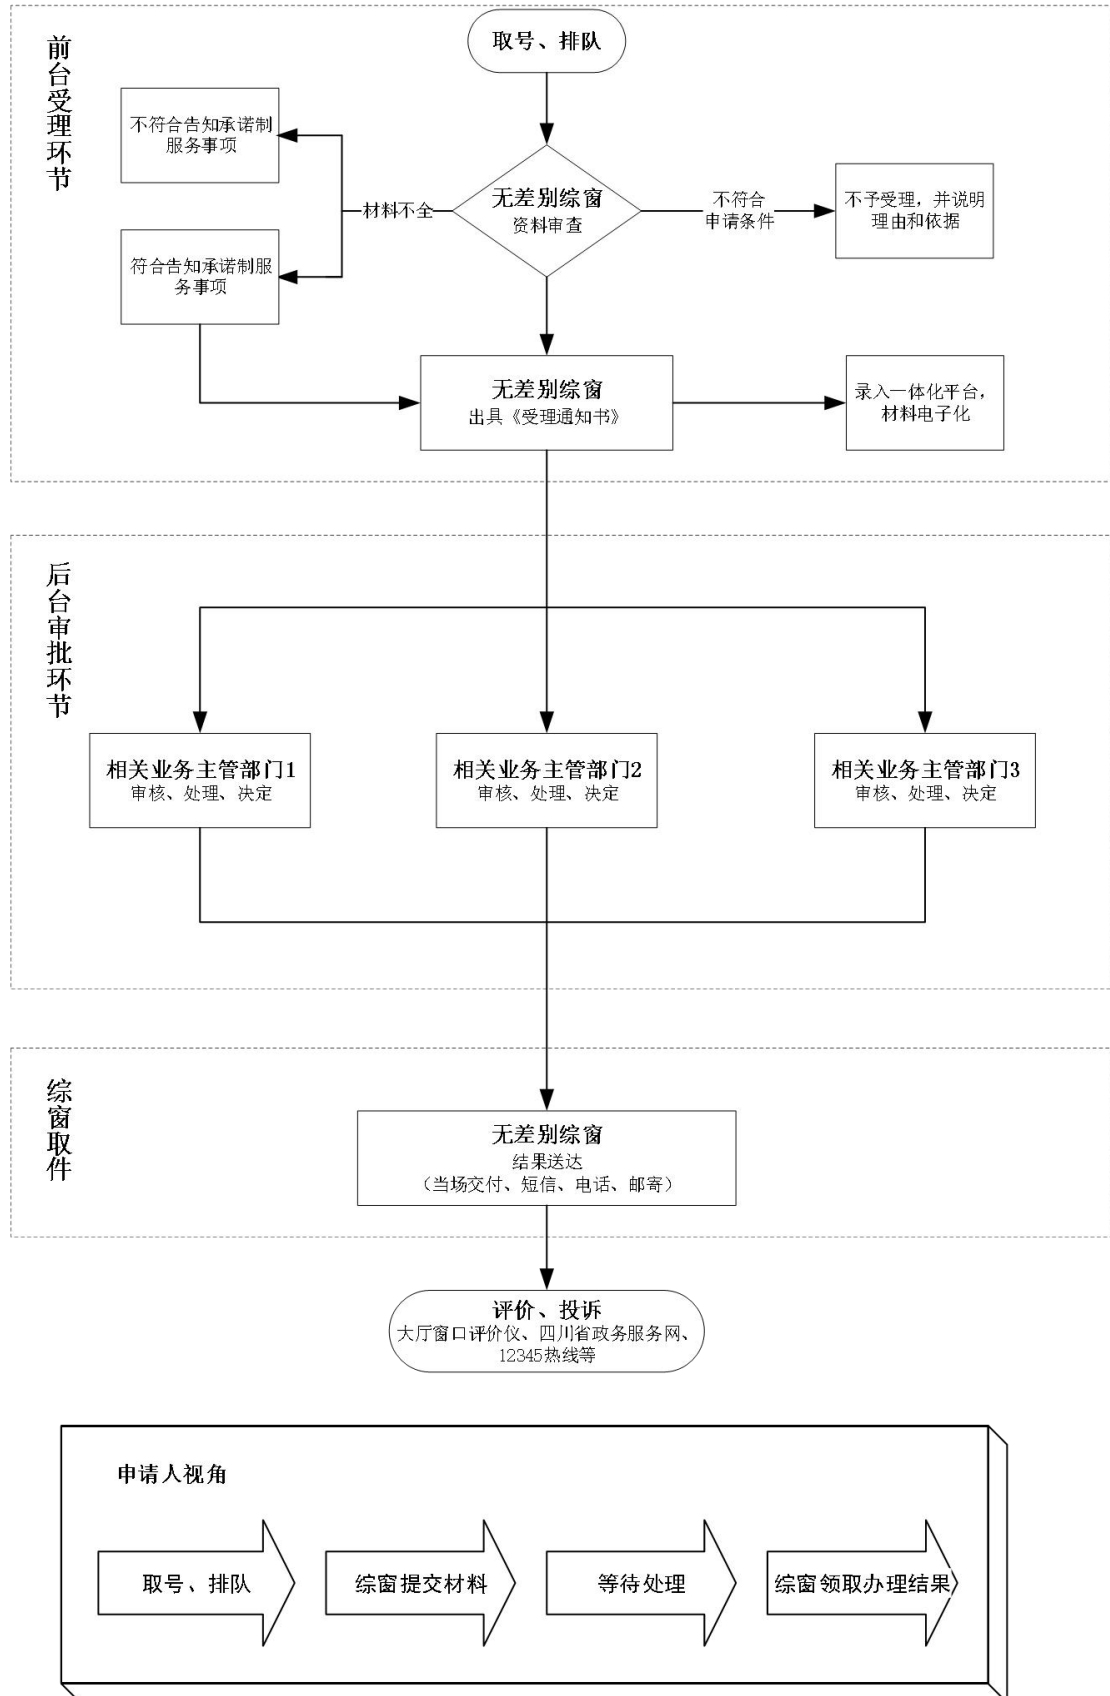 前台受理环节
取号、排队
不符合告知承诺制
服务事项
材料不全
无差别综窗
资料审查
不符合
申请条件
不予受理，并说明
理由和依据
符合告知承诺制服
务事项
无差别综窗
出具《受理通知书》
录入一体化平台，
材料电子化
后台审批环节
相关业务主管部门1
审核、处理、决定
相关业务主管部门2
审核、处理、决定
相关业务主管部门3
审核、处理、决定
综窗取件
无差别综窗
结果送达
（当场交付、短信、电话、邮寄）
评价、投诉
大厅窗口评价仪、四川省政务服务网、
12345热线等
申请人视角
取号、排队
综窗提交材料
等待处理
综窗领取办理结果